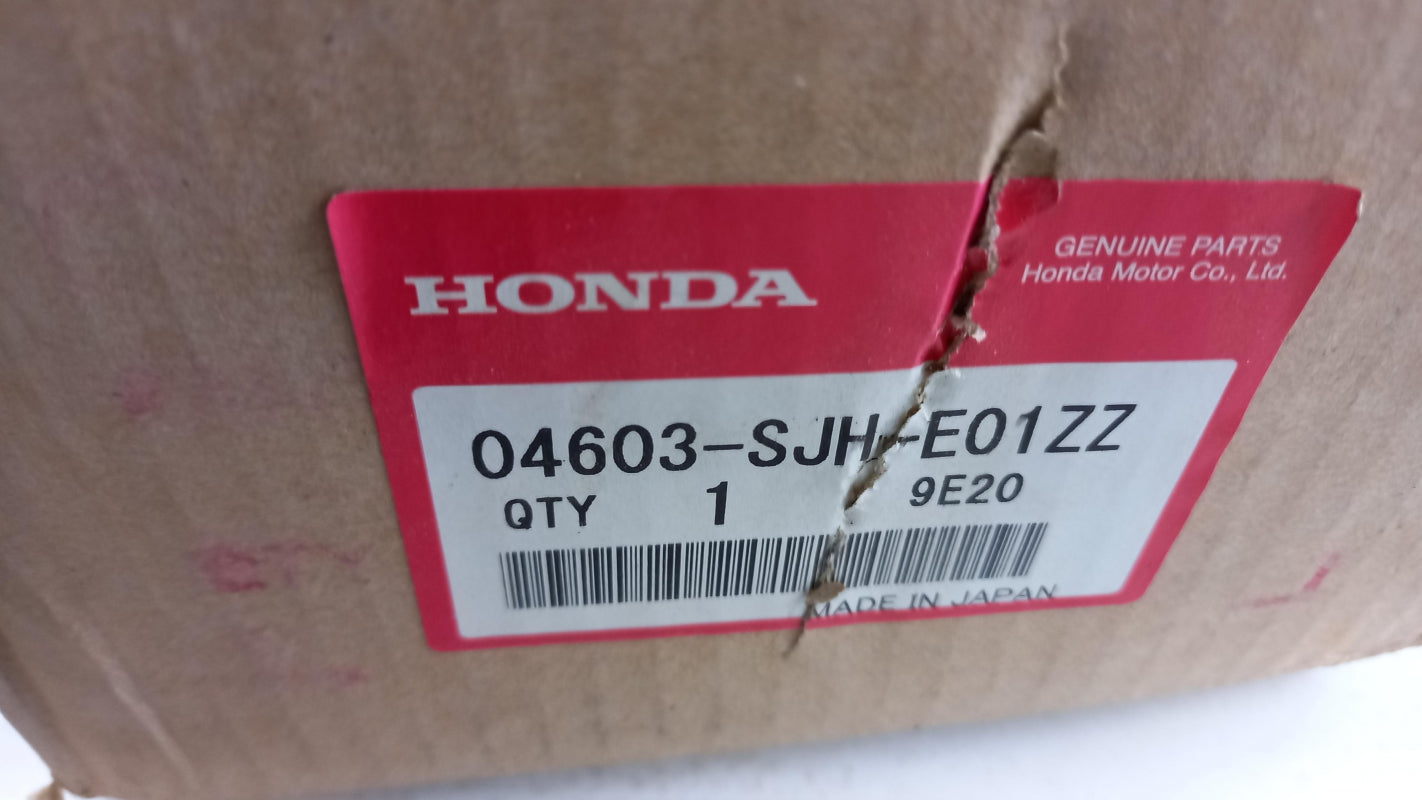 HONDA
GENUINE PARTS
Honda Motor Co., Ltd.
04603-SJH-E01ZZ
QTY 1 9E20
MADE IN JAPAN